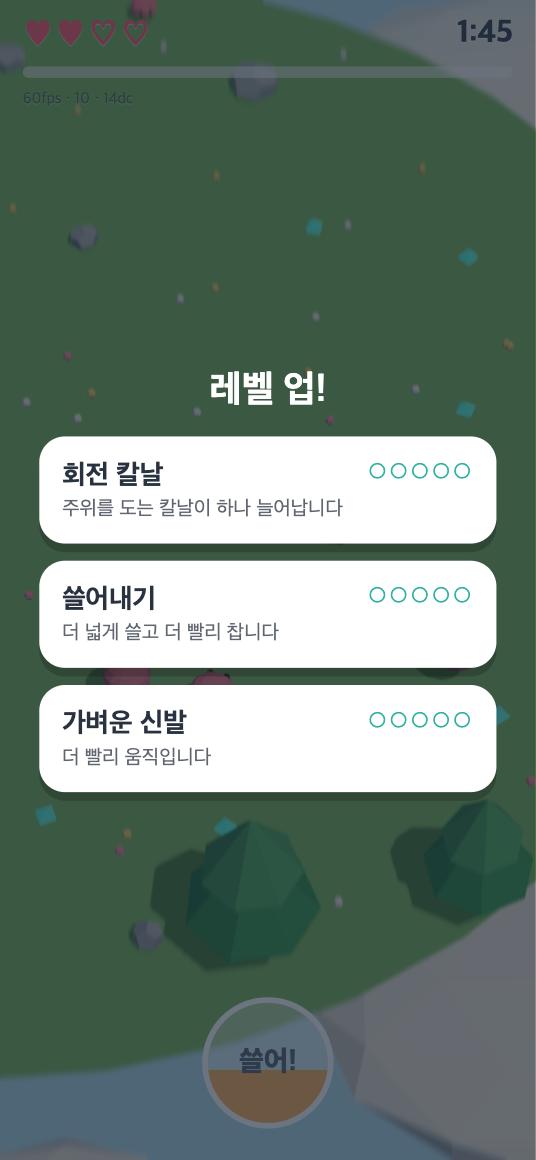 1:45
60fps · 10 · 14dc
레벨 업!
회전 칼날
주위를 도는 칼날이 하나 늘어납니다
쓸어내기
더 넓게 쓸고 더 빨리 찹니다
가벼운 신발
더 빨리 움직입니다
쓸어!